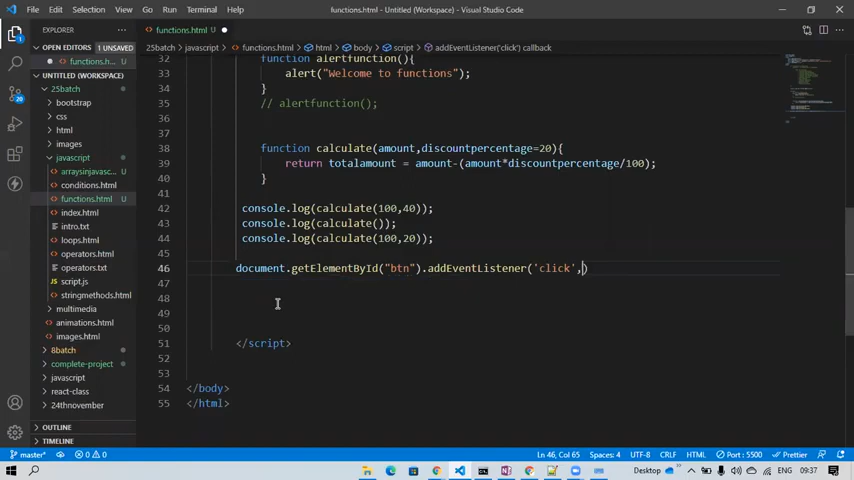 File Edit Selection View Go Run Terminal Help functions.html - Untitled (Workspace) - Visual Studio Code
EXPLORER
functions.html U
OPEN EDITORS 1 UNSAVED
functions.h... U
UNTITLED (WORKSPACE)
25batch
bootstrap
css
html
images
javascript
arraysinjavasc... U
conditions.html
functions.html U
index.html
intro.txt
loops.html
operaters.html
operaters.txt
script.js
stringmethods.html
multimedia
animations.html
images.html
8batch
complete-project
javascript
react-class
24thnovember
OUTLINE
TIMELINE
25batch > javascript > functions.html > html > body > script > addEventListener('click') callback
32 function alertfunction(){
33 alert("Welcome to functions");
34 }
35 // alertfunction();
36
37
38 function calculate(amount,discountpercentage=20){
39 return totalamount = amount-(amount*discountpercentage/100);
40 }
41
42 console.log(calculate(100,40));
43 console.log(calculate());
44 console.log(calculate(100,20));
45
46 document.getElementById("btn").addEventListener('click',)
47
48
49
50
51 </script>
52
53
54 </body>
55 </html>
master* 0 0 Ln 46, Col 65 Spaces: 4 UTF-8 CRLF HTML Port : 5500 Prettier
Desktop 09:37